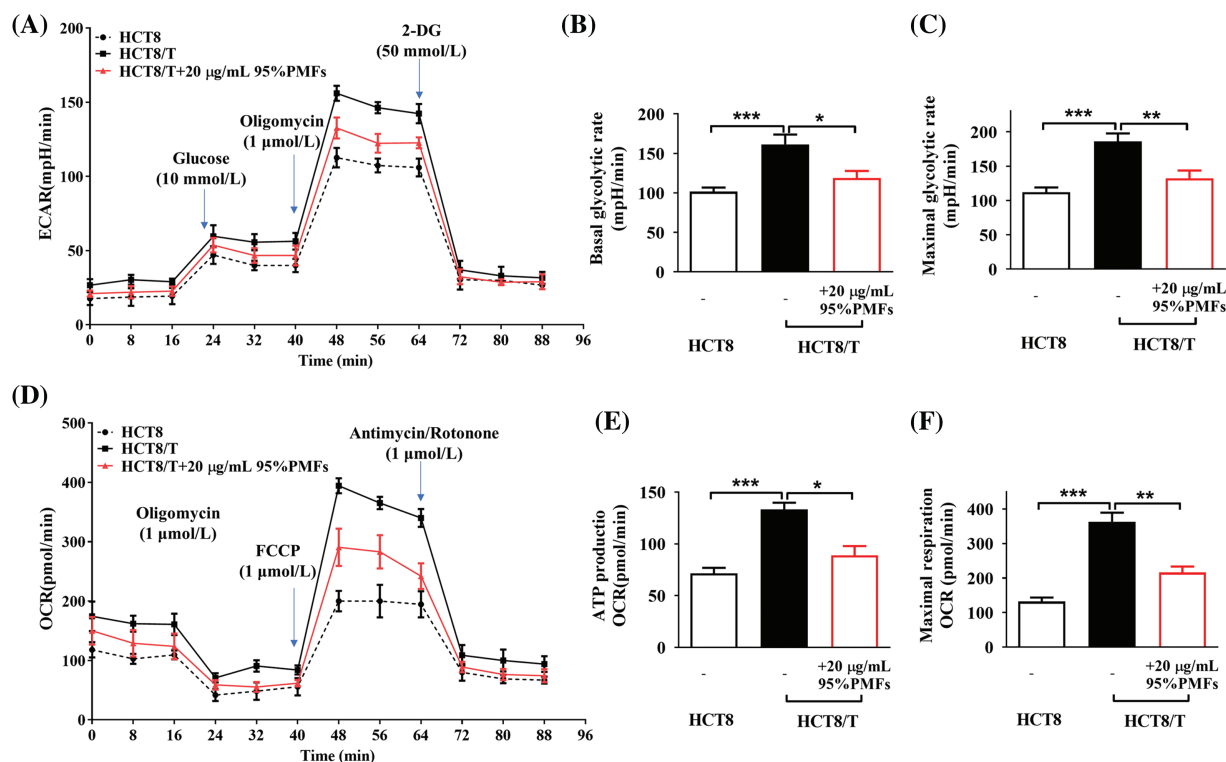 (A)
ECAR(mpH/min)
200
150
100
50
0
HCT8
HCT8/T
HCT8/T+20 μg/mL 95%PMFs
Glucose
(10 mmol/L)
Oligomycin
(1 μmol/L)
2-DG
(50 mmol/L)
0 8 16 24 32 40 48 56 64 72 80 88 96
Time (min)
(B)
Basal glycolytic rate
(mpH/min)
200
150
100
50
0
***
*
- - +20 μg/mL
95%PMFs
HCT8 HCT8/T
(C)
Maximal glycolytic rate
(mpH/min)
200
150
100
50
0
***
**
- - +20 μg/mL
95%PMFs
HCT8 HCT8/T
(D)
OCR(pmol/min)
500
400
300
200
100
0
HCT8
HCT8/T
HCT8/T+20 μg/mL 95%PMFs
Oligomycin
(1 μmol/L)
FCCP
(1 μmol/L)
Antimycin/Rotonone
(1 μmol/L)
0 8 16 24 32 40 48 56 64 72 80 88 96
Time (min)
(E)
ATP productio
OCR(pmol/min)
150
100
50
0
***
*
- - +20 μg/mL
95%PMFs
HCT8 HCT8/T
(F)
Maximal respiration
OCR (pmol/min)
400
300
200
100
0
***
**
- - +20 μg/mL
95%PMFs
HCT8 HCT8/T